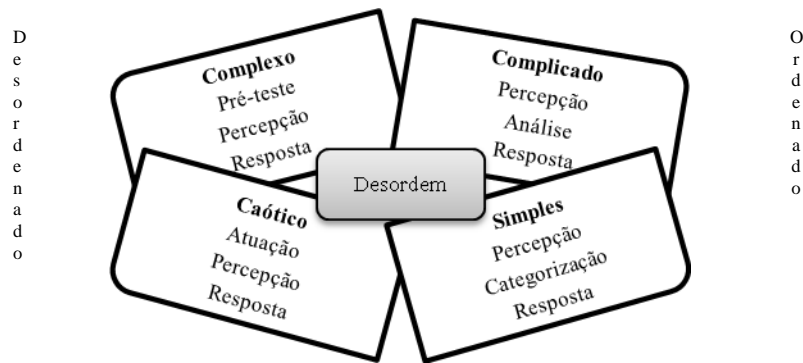 Desordenado
Complexo
Pré-teste
Percepção
Resposta
Complicado
Percepção
Análise
Resposta
Ordenado
Desordem
Caótico
Atuação
Percepção
Resposta
Simples
Percepção
Categorização
Resposta